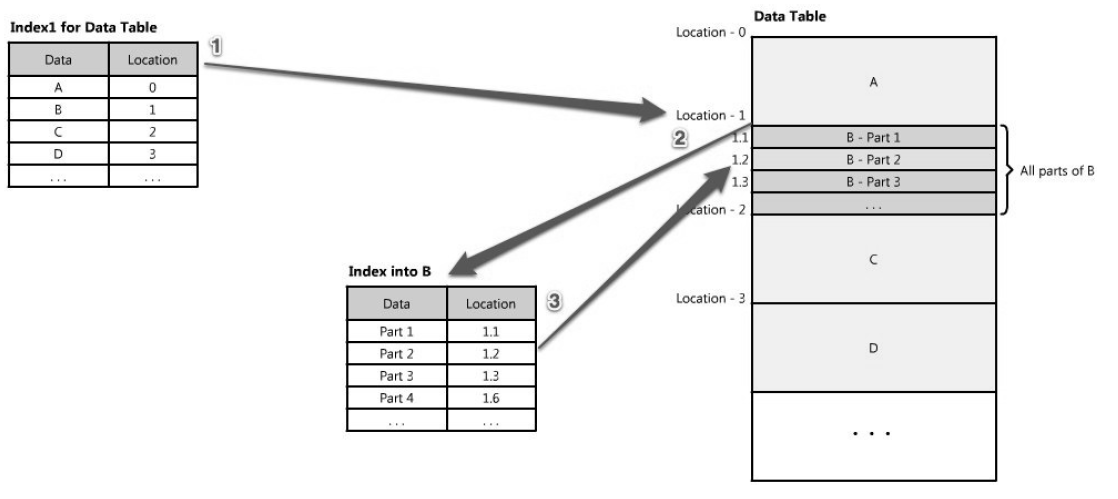 Index1 for Data Table
Data Location
A 0
B 1
C 2
D 3
... ...
1
Data Table
Location - 0
A
Location - 1
2
1.1 B - Part 1
1.2 B - Part 2
1.3 B - Part 3
...
All parts of B
Location - 2
C
Location - 3
D
...
Index into B
Data Location
Part 1 1.1
Part 2 1.2
Part 3 1.3
Part 4 1.6
... ...
3